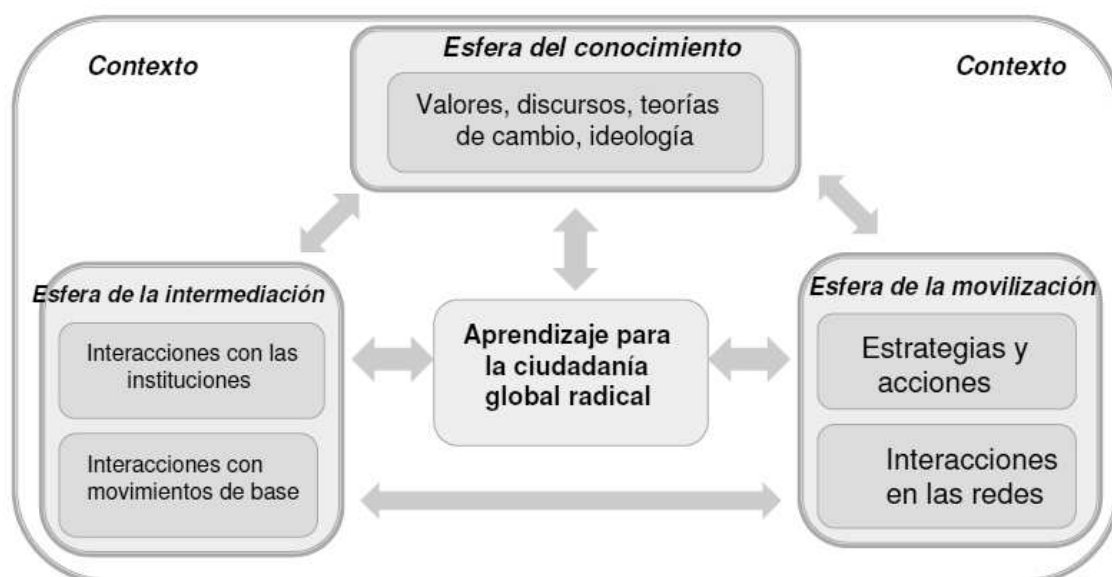 Contexto
Esfera del conocimiento
Contexto
Valores, discursos, teorías
de cambio, ideología
Esfera de la intermediación
Interacciones con las
instituciones
Interacciones con
movimientos de base
Aprendizaje para
la ciudadanía
global radical
Esfera de la movilización
Estrategias y
acciones
Interacciones
en las redes